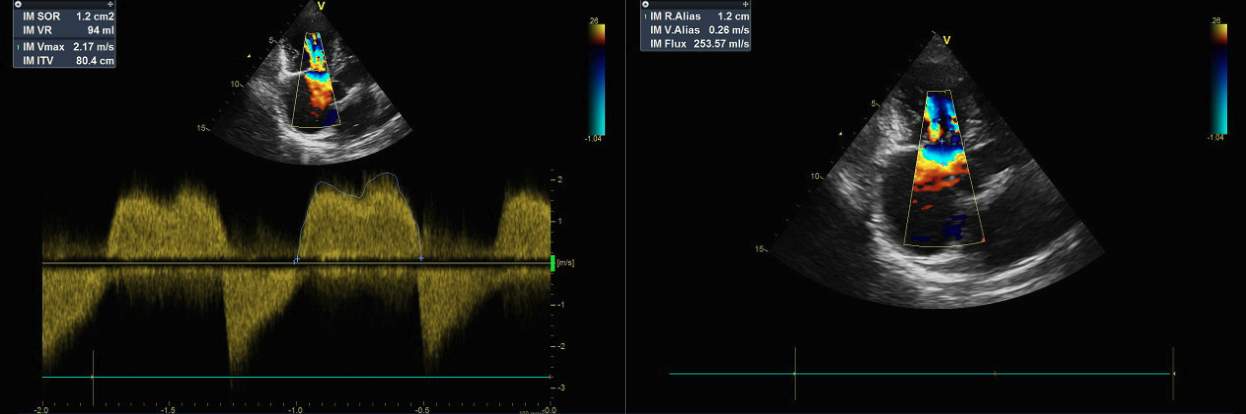 IM SOR 1.2 cm2
IM VR 94 ml
1 IM Vmax 2.17 m/s
IM ITV 80.4 cm
V
26
5
10
15
-1.04
2
1
[m/s]
-1
-2
-3
-2.0 -1.5 -1.0 -0.5 -0.0
1 IM R.Alias 1.2 cm
IM V.Alias 0.26 m/s
IM Flux 253.57 ml/s
V
26
5
10
15
-1.04